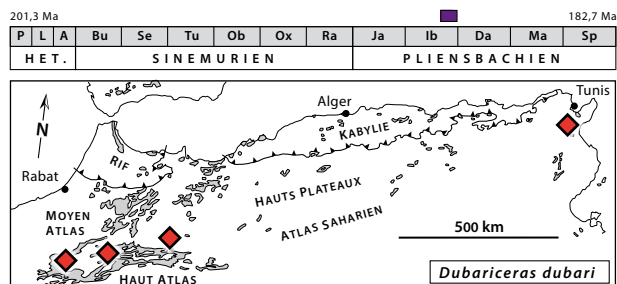 201,3 Ma 182,7 Ma
P L A Bu Se Tu Ob Ox Ra Ja Ib Da Ma Sp
HET. SINEMURIEN PLIENSBACHIEN
Tunis
Alger
KABYLIE
N
RIF
Rabat
HAUTS PLATEAUX
MOYEN
ATLAS
ATLAS SAHARIEN
500 km
HAUT ATLAS
Dubariceras dubari